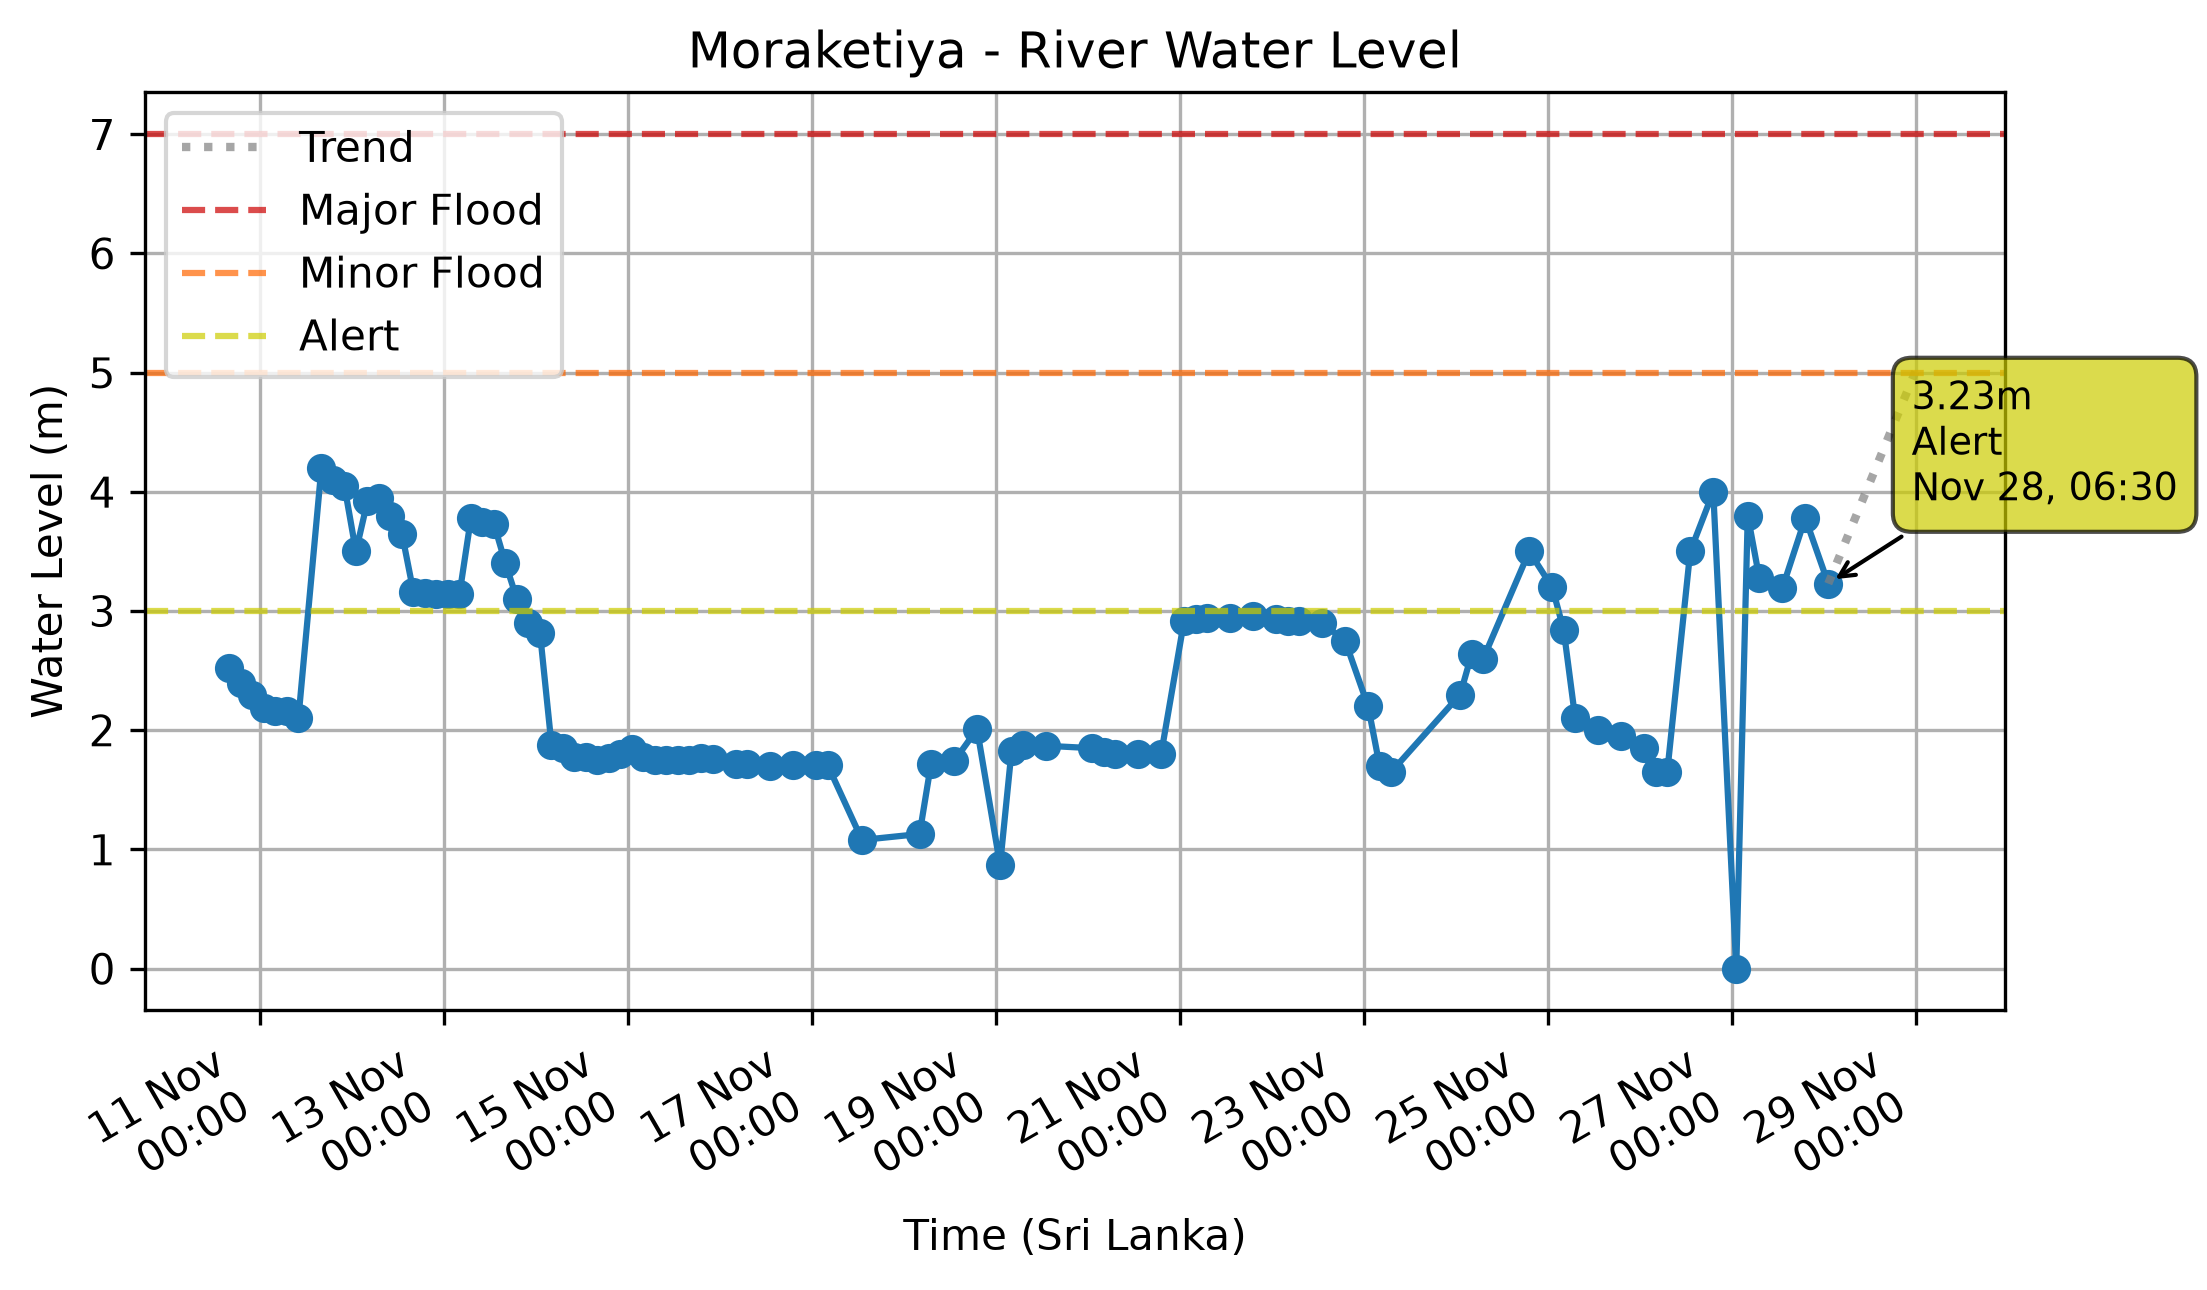 Moraketiya - River Water Level
7
6
5
4
3
2
1
0
Water Level (m)
Trend
Major Flood
Minor Flood
Alert
3.23m
Alert
Nov 28, 06:30
11 Nov
00:00
13 Nov
00:00
15 Nov
00:00
17 Nov
00:00
19 Nov
00:00
21 Nov
00:00
23 Nov
00:00
25 Nov
00:00
27 Nov
00:00
29 Nov
00:00
Time (Sri Lanka)